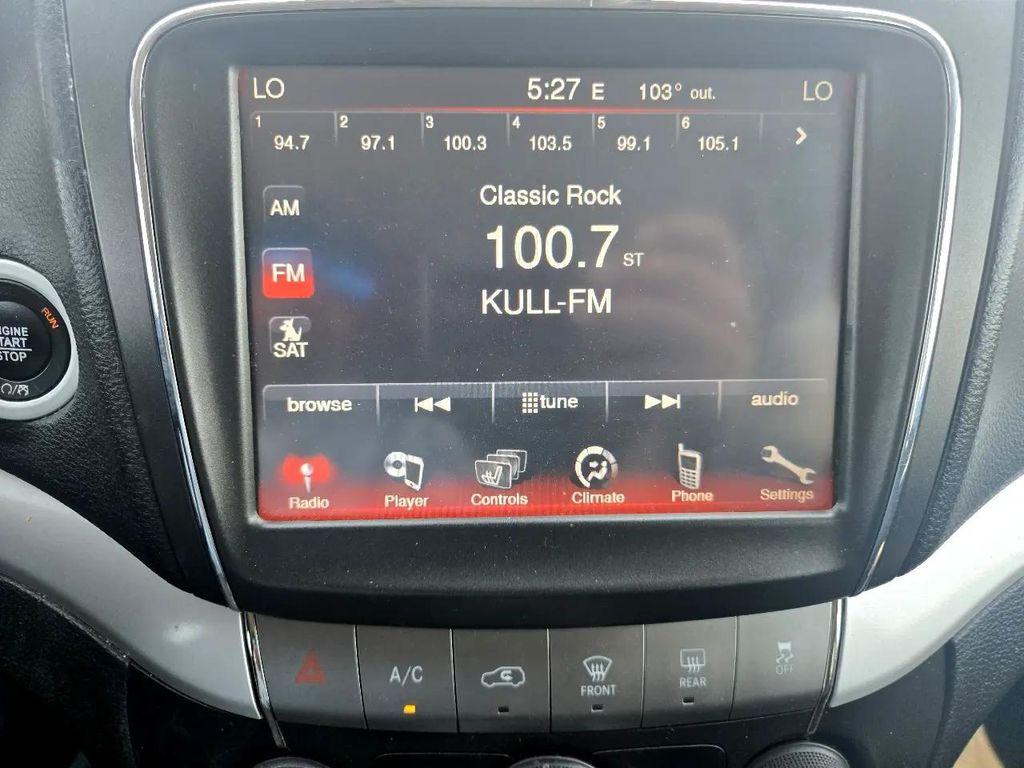 LO 5:27 E 103° out. LO
1 2 3 4 5 6
94.7 97.1 100.3 103.5 99.1 105.1
Classic Rock
AM
100.7 ST
FM
KULL-FM
SAT
browse tune audio
Radio Player Controls Climate Phone Settings
RUN
GINE
TART
STOP
A/C
FRONT
REAR
OFF